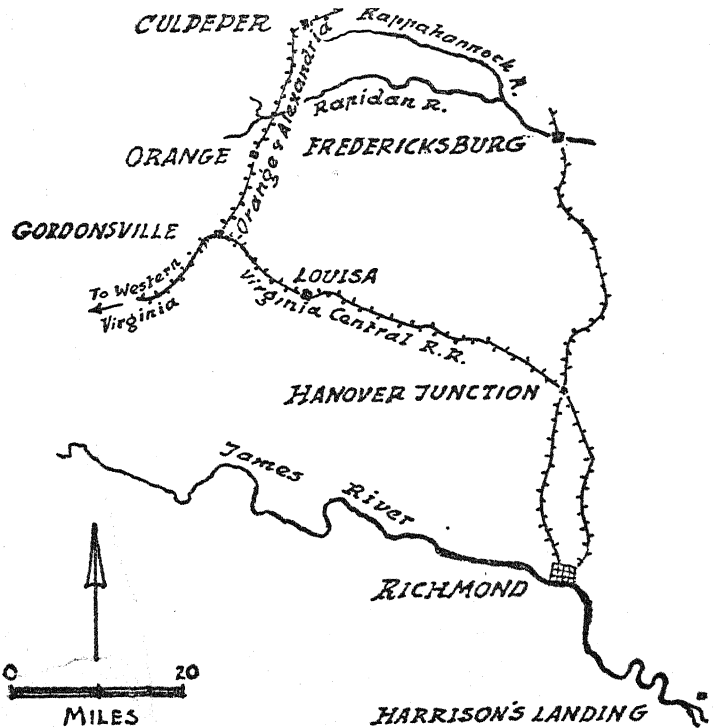 CULPEPER
Rappahannock R.
Rapidan R.
Orange & Alexandria
ORANGE
FREDERICKSBURG
GORDONSVILLE
To Western
Virginia
LOUISA
Virginia Central R.R.
HANOVER JUNCTION
James River
RICHMOND
0 20
MILES
HARRISON'S LANDING